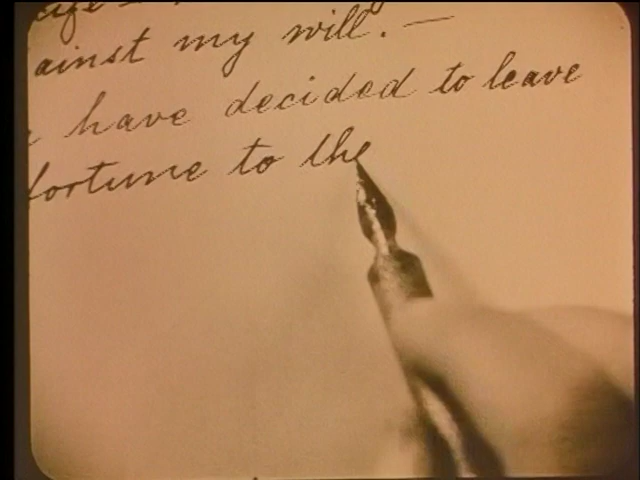 ainst my will. —
have decided to leave
fortune to the